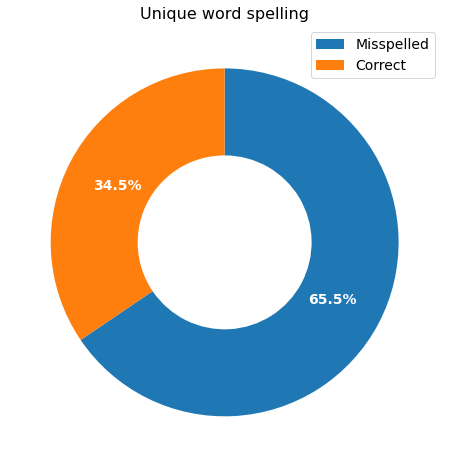 Unique word spelling
Misspelled
Correct
34.5%
65.5%